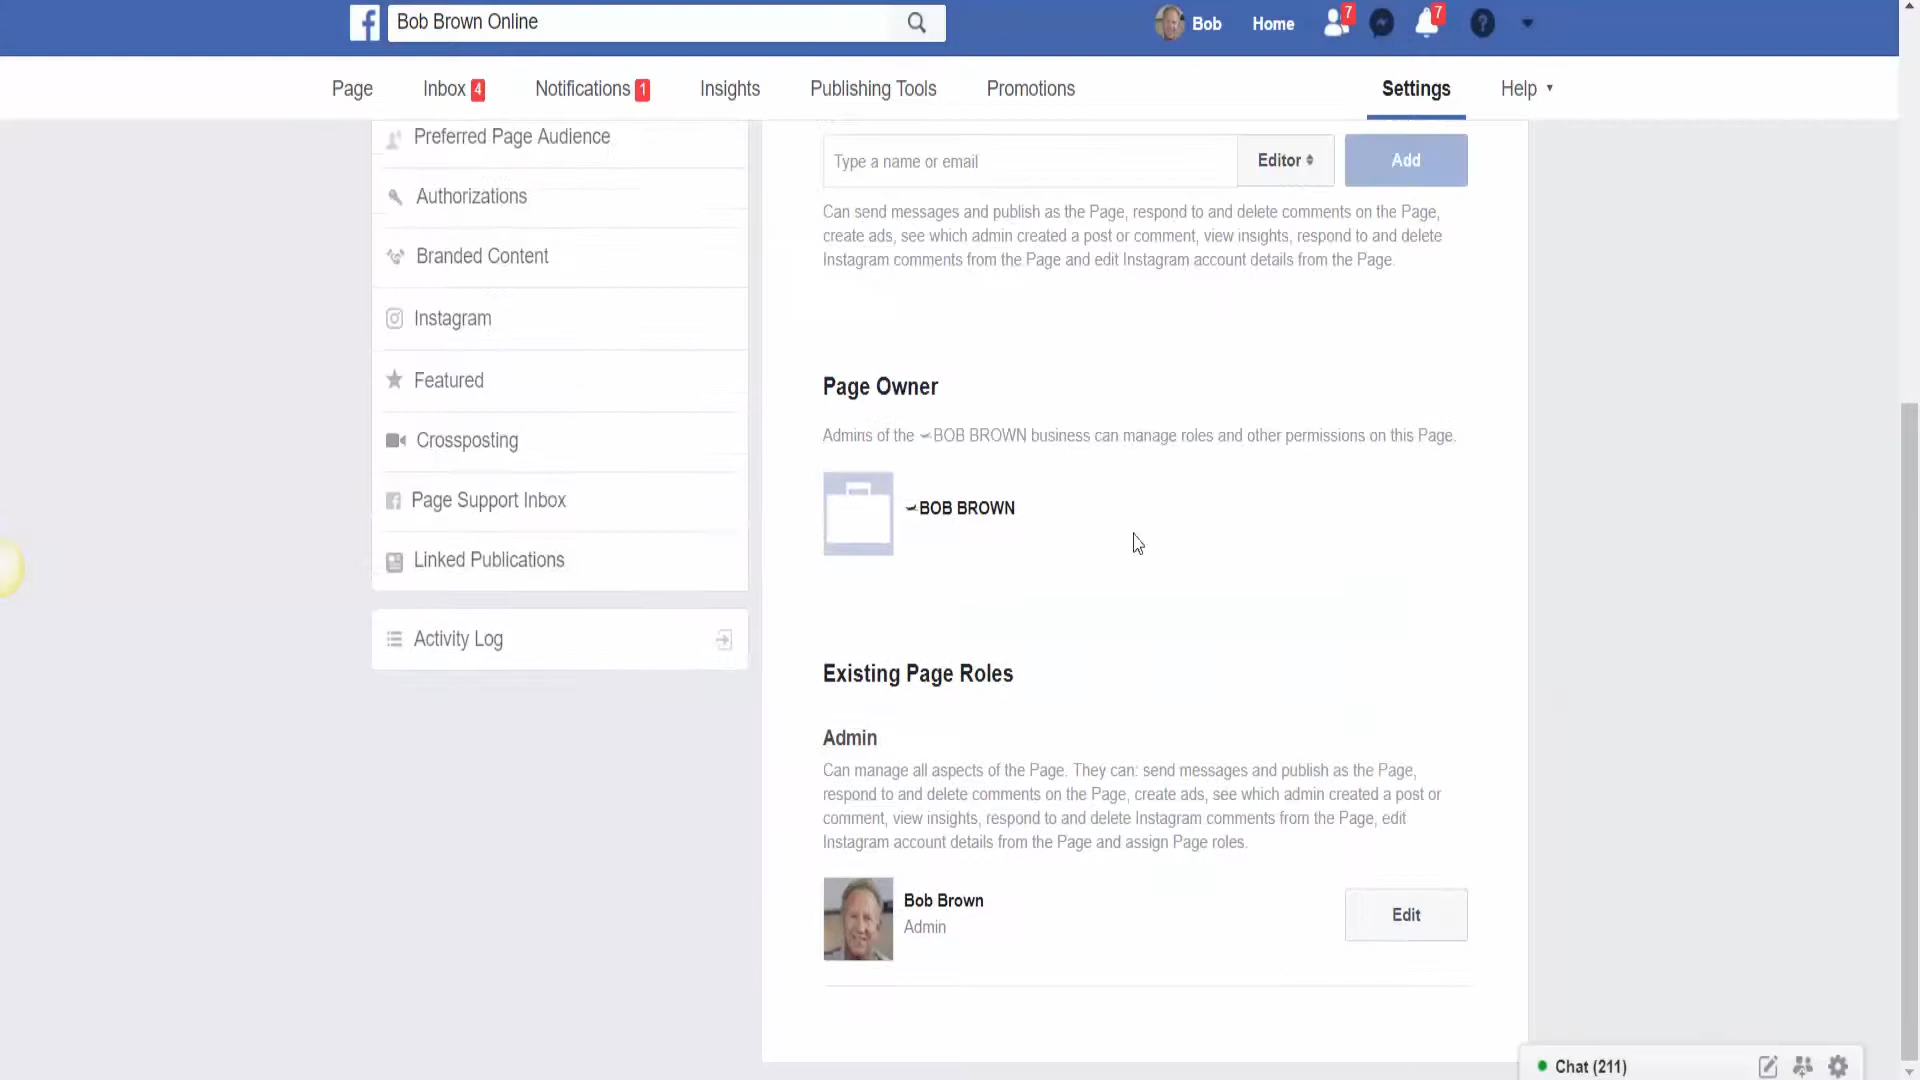 Bob Brown Online
Bob
Home
7
7
Page
Inbox 4
Notifications 1
Insights
Publishing Tools
Promotions
Settings
Help
Preferred Page Audience
Authorizations
Branded Content
Instagram
Featured
Crossposting
Page Support Inbox
Linked Publications
Activity Log
Type a name or email
Editor
Add
Can send messages and publish as the Page, respond to and delete comments on the Page,
create ads, see which admin created a post or comment, view insights, respond to and delete
Instagram comments from the Page and edit Instagram account details from the Page.
Page Owner
Admins of the BOB BROWN business can manage roles and other permissions on this Page.
BOB BROWN
Existing Page Roles
Admin
Can manage all aspects of the Page. They can: send messages and publish as the Page,
respond to and delete comments on the Page, create ads, see which admin created a post or
comment, view insights, respond to and delete Instagram comments from the Page, edit
Instagram account details from the Page and assign Page roles.
Bob Brown
Admin
Edit
Chat (211)